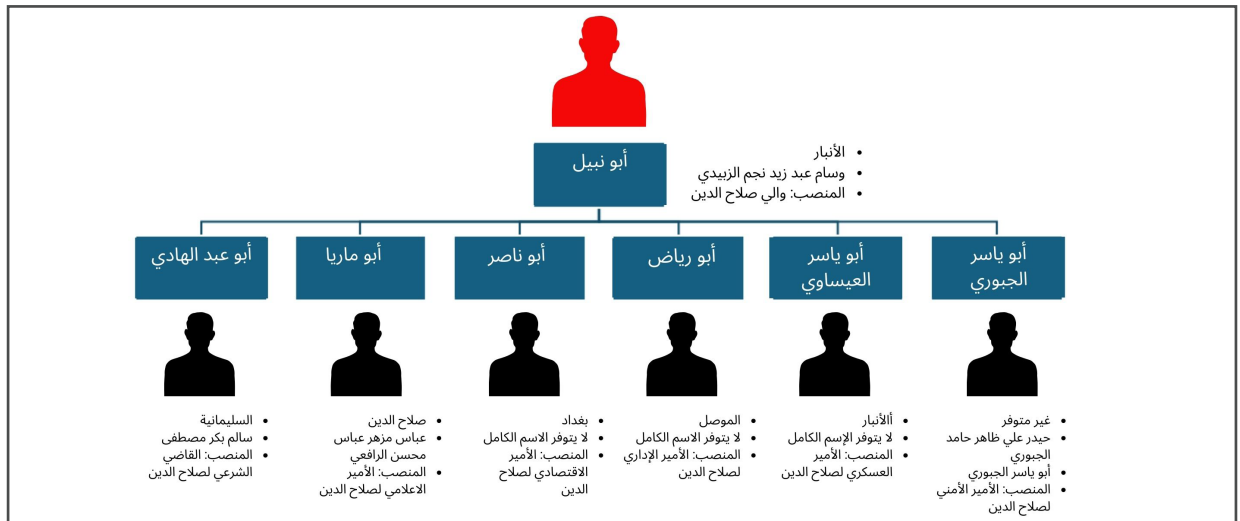 أبو نبيل
• الأنبار
• وسام عبد زيد نجم الزبيدي
• المنصب: والي صلاح الدين
أبو ياسر
الجبوري
أبو ياسر
العيساوي
أبو رياض
أبو ناصر
أبو ماريا
أبو عبد الهادي
• غير متوفر
• حيدر علي ظاهر حامد
الجبوري
• أبو ياسر الجبوري
• المنصب: الأمير الأمني
لصلاح الدين
• أالأنبار
• لا يتوفر الإسم الكامل
• المنصب: الأمير
العسكري لصلاح الدين
• الموصل
• لا يتوفر الاسم الكامل
• المنصب: الأمير الإداري
لصلاح الدين
• بغداد
• لا يتوفر الاسم الكامل
• المنصب: الأمير
الاقتصادي لصلاح
الدين
• صلاح الدين
• عباس مزهر عباس
محسن الرافعي
• المنصب: الأمير
الاعلامي لصلاح الدين
• السليمانية
• سالم بكر مصطفى
• المنصب: القاضي
الشرعي لصلاح الدين